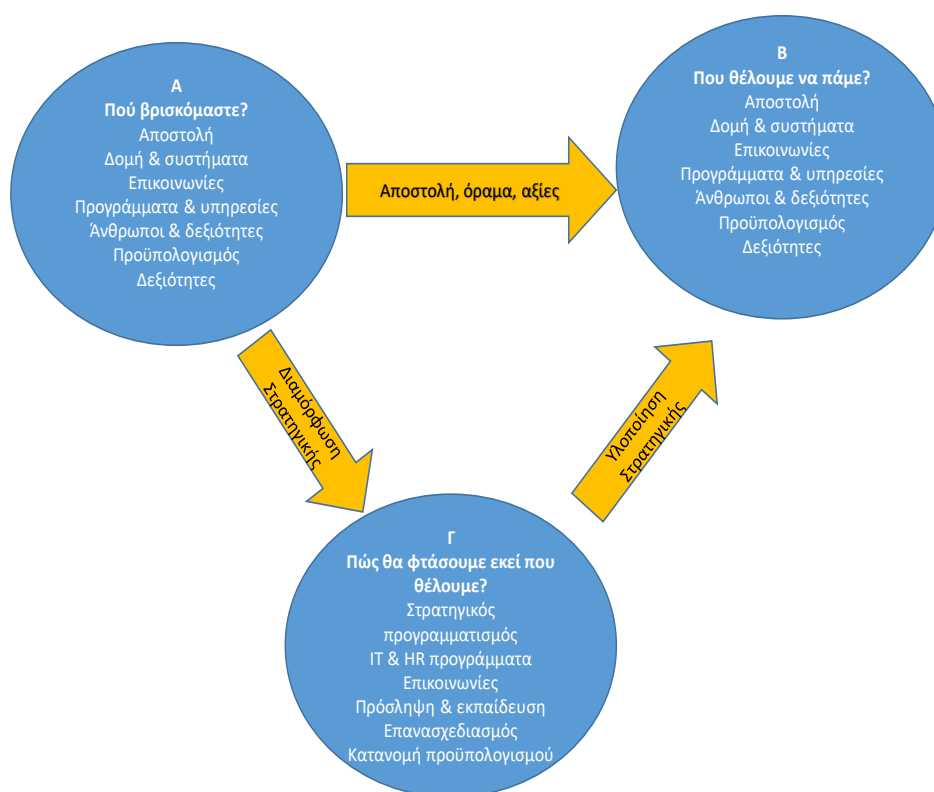 Α
Πού βρισκόμαστε?
Αποστολή
Δομή & συστήματα
Επικοινωνίες
Προγράμματα & υπηρεσίες
Άνθρωποι & δεξιότητες
Προϋπολογισμός
Δεξιότητες
Αποστολή, όραμα, αξίες
Β
Που θέλουμε να πάμε?
Αποστολή
Δομή & συστήματα
Επικοινωνίες
Προγράμματα & υπηρεσίες
Άνθρωποι & δεξιότητες
Προϋπολογισμός
Δεξιότητες
Διαμόρφωση
Στρατηγικής
Υλοποίηση
Στρατηγικής
Γ
Πώς θα φτάσουμε εκεί που
θέλουμε?
Στρατηγικός
προγραμματισμός
IT & HR προγράμματα
Επικοινωνίες
Πρόσληψη & εκπαίδευση
Επανασχεδιασμός
Κατανομή προϋπολογισμού